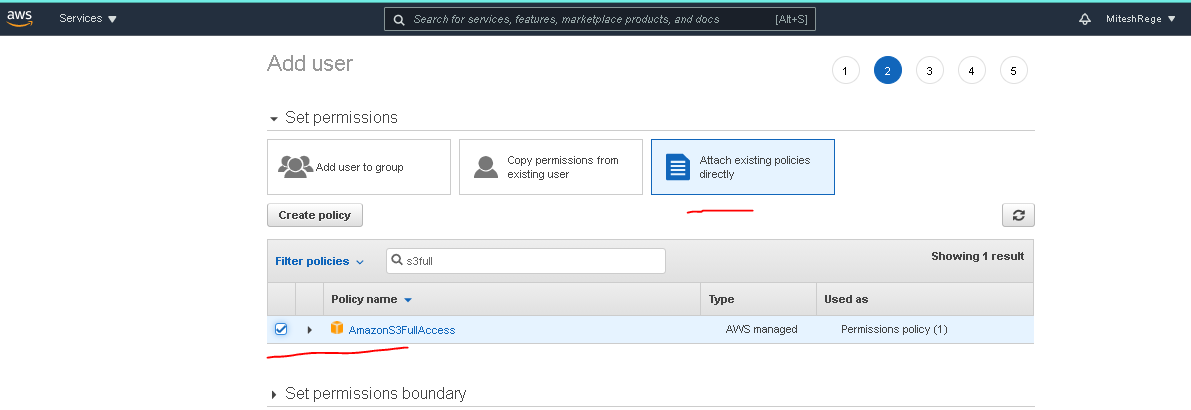 aws Services Search for services, features, marketplace products, and docs [Alt+S] MiteshRege
Add user 1 2 3 4 5
Set permissions
Add user to group
Copy permissions from existing user
Attach existing policies directly
Create policy
Filter policies s3full Showing 1 result
Policy name Type Used as
AmazonS3FullAccess AWS managed Permissions policy (1)
Set permissions boundary